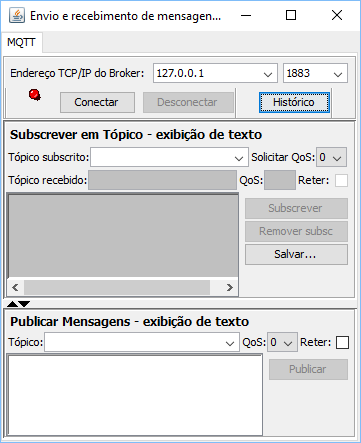 Envio e recebimento de mensagen...
MQTT
Endereço TCP/IP do Broker: 127.0.0.1 1883
Conectar Desconectar Histórico
Subscrever em Tópico - exibição de texto
Tópico subscrito: Solicitar QoS: 0
Tópico recebido: QoS: Reter:
Subscrever
Remover subsc
Salvar...
Publicar Mensagens - exibição de texto
Tópico: QoS: 0 Reter:
Publicar